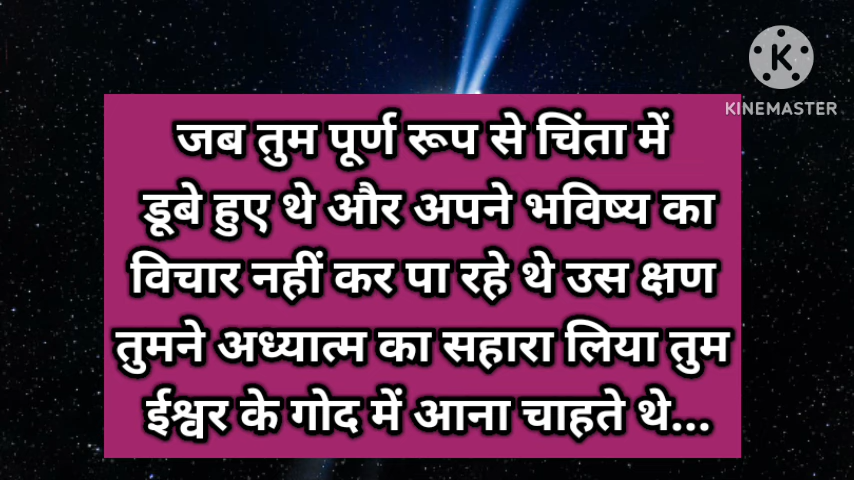 K
KINEMASTER
जब तुम पूर्ण रूप से चिंता में
डूबे हुए थे और अपने भविष्य का
विचार नहीं कर पा रहे थे उस क्षण
तुमने अध्यात्म का सहारा लिया तुम
ईश्वर के गोद में आना चाहते थे...